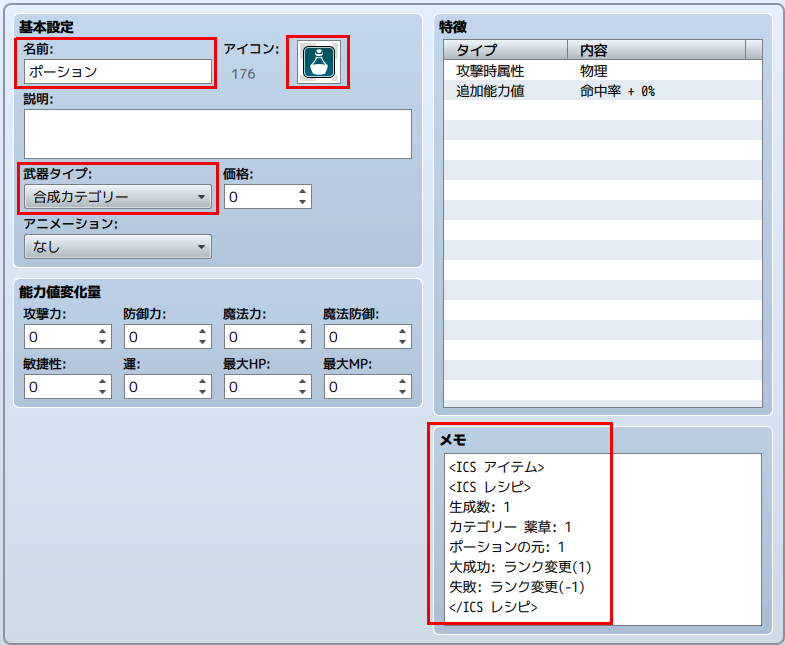 基本設定
名前:
アイコン:
ポーション
176
説明:
武器タイプ:
価格:
合成カテゴリー
0
アニメーション:
なし
能力値変化量
攻撃力:
防御力:
魔法力:
魔法防御:
0
0
0
0
敏捷性:
運:
最大HP:
最大MP:
0
0
0
0
特徴
タイプ
内容
攻撃時属性
物理
追加能力値
命中率 + 0%
メモ
<ICS アイテム>
<ICS レシピ>
生成数: 1
カテゴリー 薬草: 1
ポーションの元: 1
大成功: ランク変更(1)
失敗: ランク変更(-1)
</ICS レシピ>